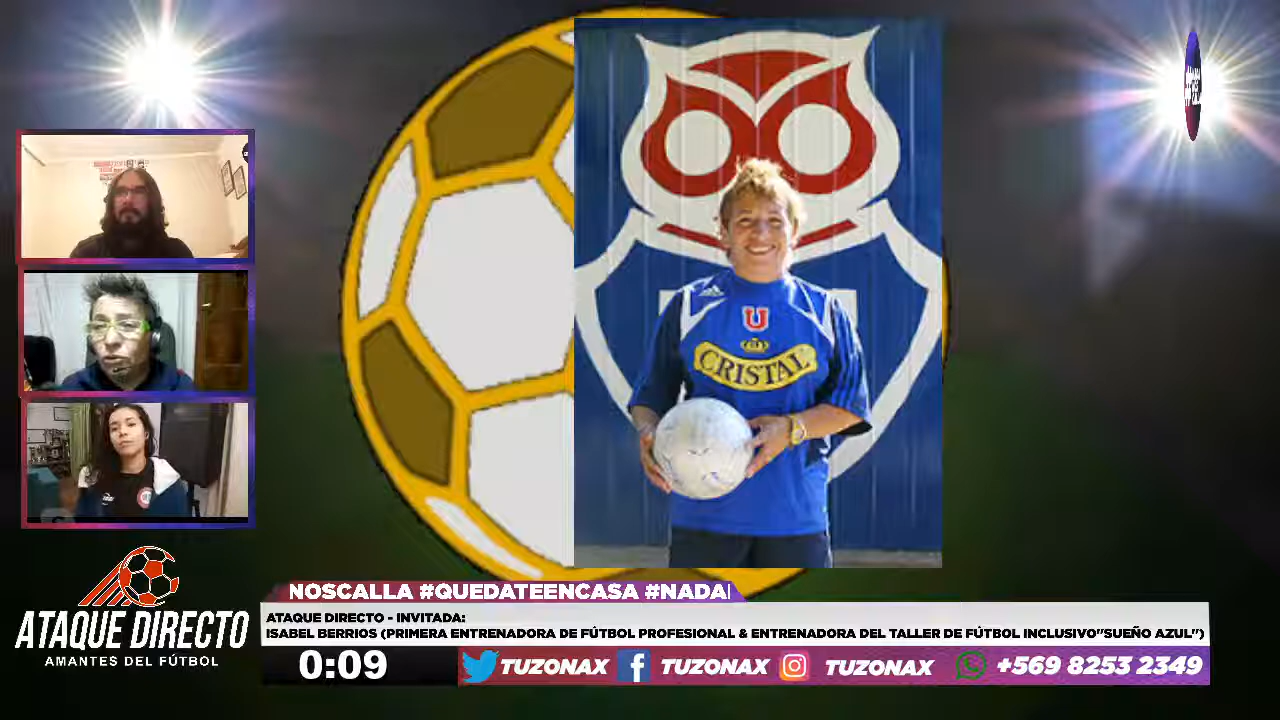 U
CRISTAL
ATAQUE DIRECTO
AMANTES DEL FÚTBOL
NOSCALLA #QUEDATEENCASA #NADA
ATAQUE DIRECTO - INVITADA:
ISABEL BERRIOS (PRIMERA ENTRENADORA DE FÚTBOL PROFESIONAL & ENTRENADORA DEL TALLER DE FÚTBOL INCLUSIVO"SUEÑO AZUL")
0:09
TUZONAX
TUZONAX
TUZONAX
+569 8253 2349